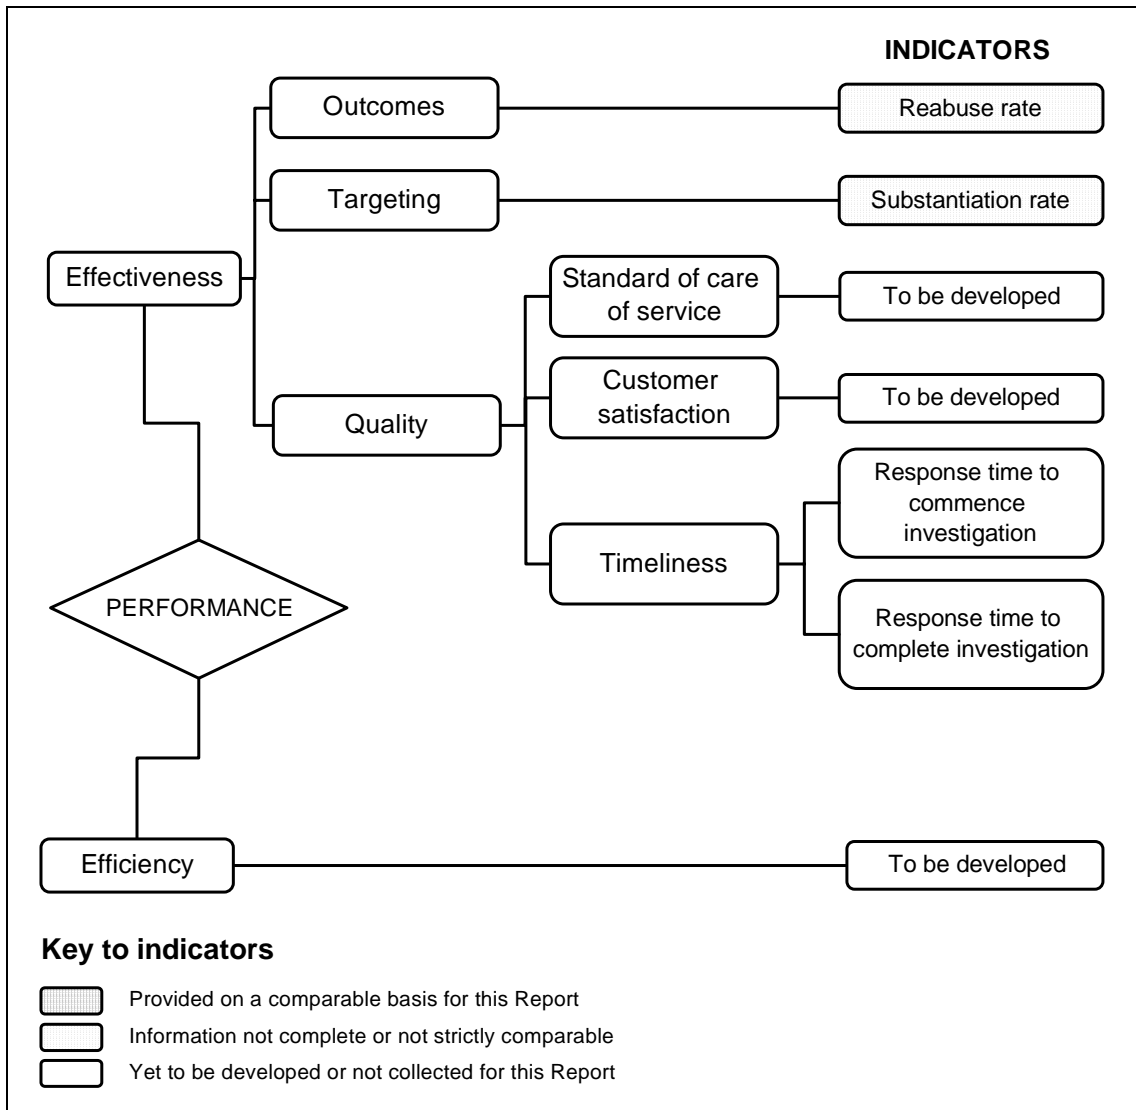 INDICATORS
Outcomes
Reabuse rate
Targeting
Substantiation rate
Effectiveness
Standard of care
of service
To be developed
Customer
satisfaction
To be developed
Quality
Response time to
commence
investigation
Timeliness
Response time to
complete investigation
PERFORMANCE
Efficiency
To be developed
Key to indicators
Provided on a comparable basis for this Report
Information not complete or not strictly comparable
Yet to be developed or not collected for this Report